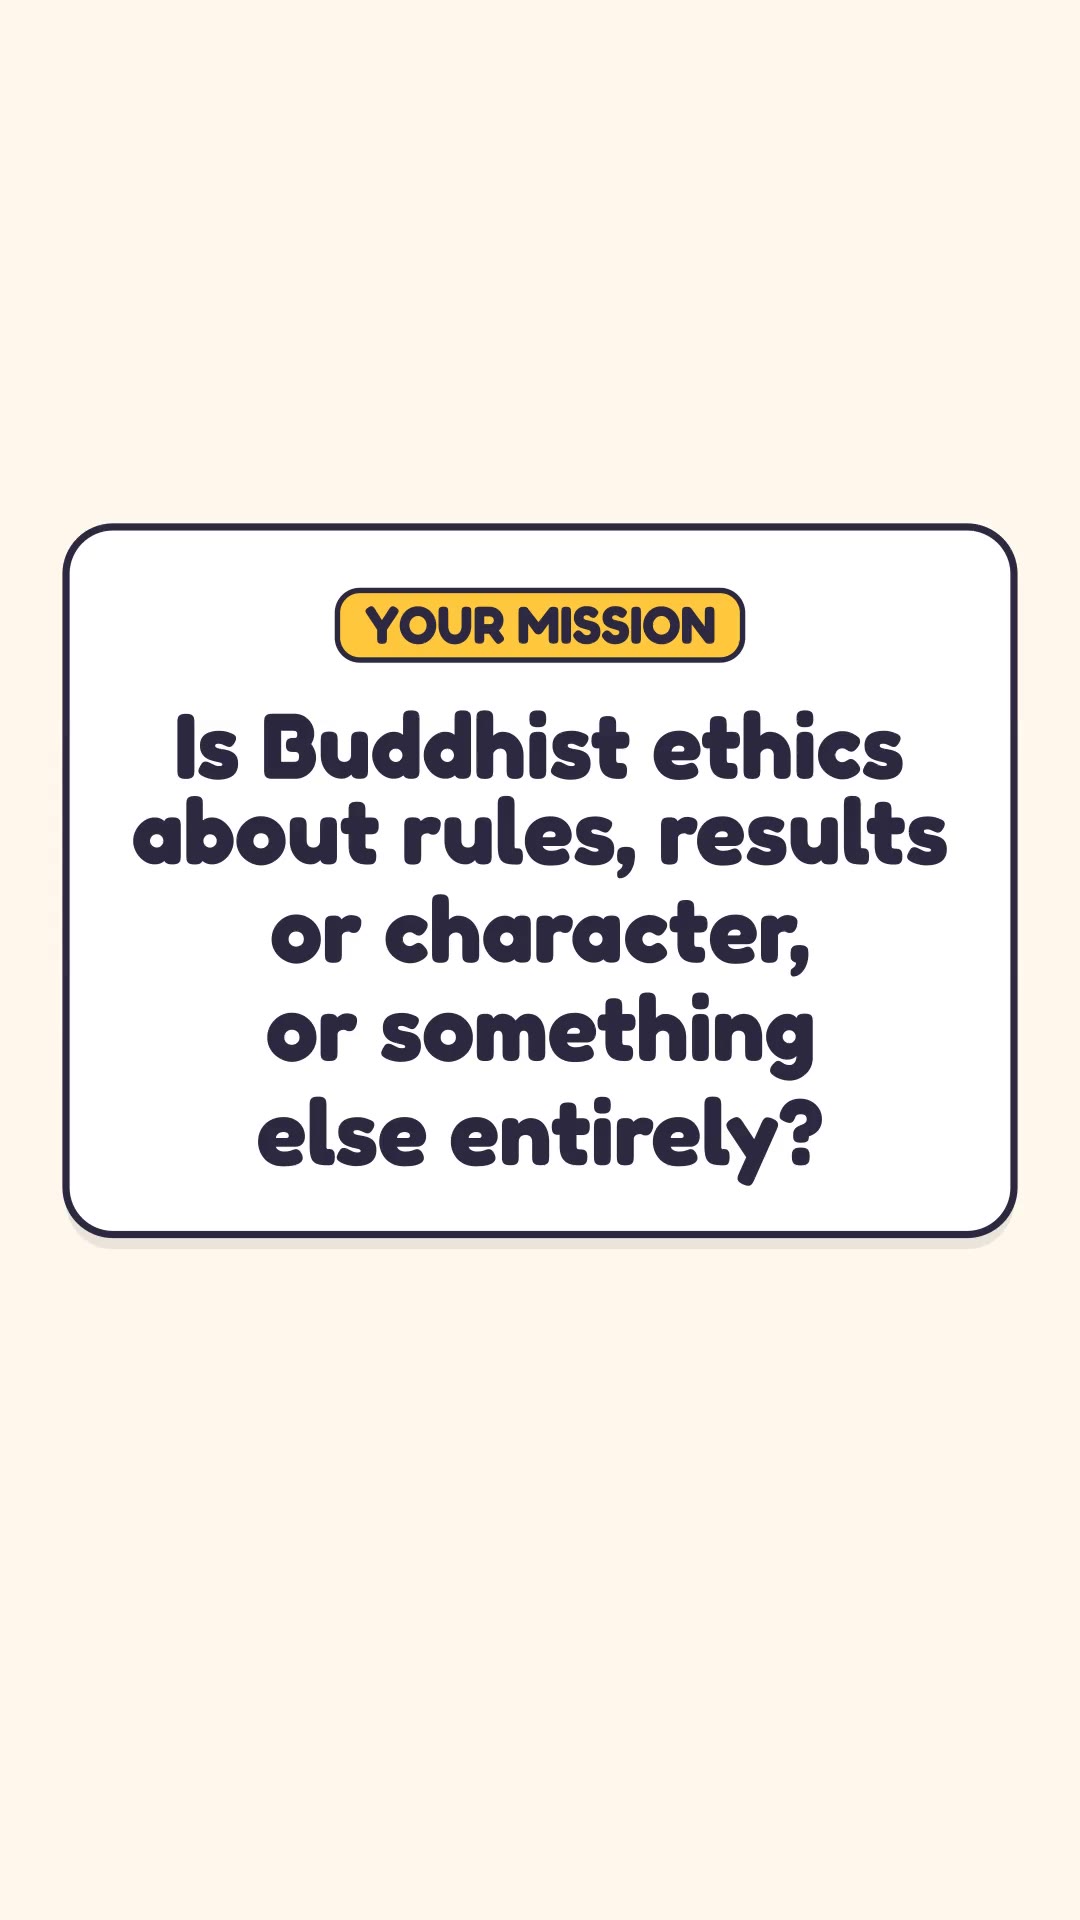 YOUR MISSION
Is Buddhist ethics
about rules, results
or character,
or something
else entirely?